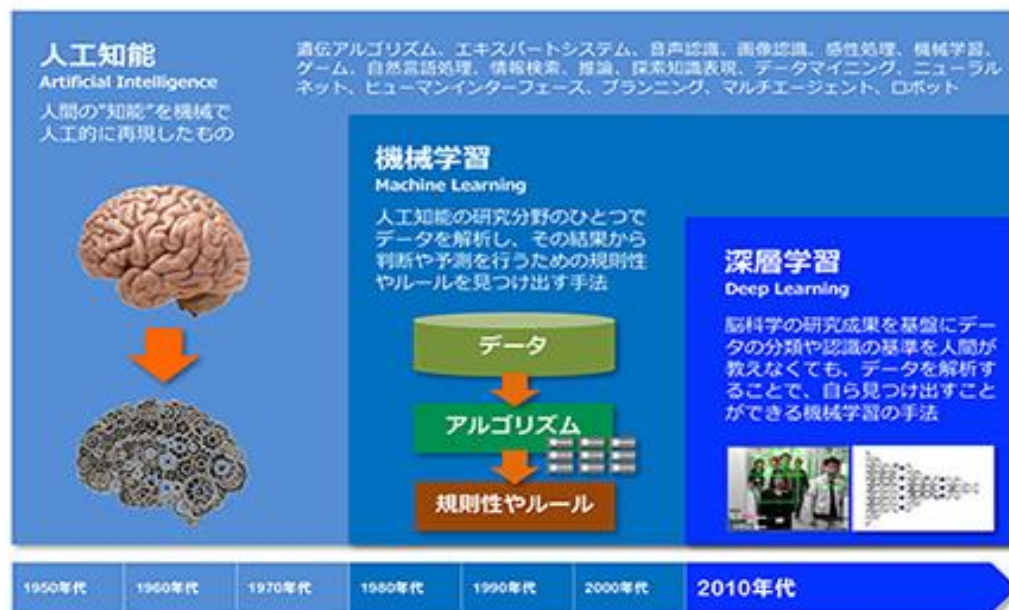 人工知能
Artificial Intelligence
人間の"知能"を機械で
人工的に再現したもの
遺伝アルゴリズム、エキスパートシステム、音声認識、画像認識、感性処理、機械学習、
ゲーム、自然言語処理、情報検索、推論、探索知識表現、データマイニング、ニューラル
ネット、ヒューマンインターフェース、プランニング、マルチエージェント、ロボット
機械学習
Machine Learning
人工知能の研究分野のひとつで
データを解析し、その結果から
判断や予測を行うための規則性
やルールを見つけ出す手法
データ
アルゴリズム
規則性やルール
深層学習
Deep Learning
脳科学の研究成果を基盤にデー
タの分類や認識の基準を人間が
教えなくても、データを解析す
ることで、自ら見つけ出すこと
ができる機械学習の手法
1950年代
1960年代
1970年代
1980年代
1990年代
2000年代
2010年代